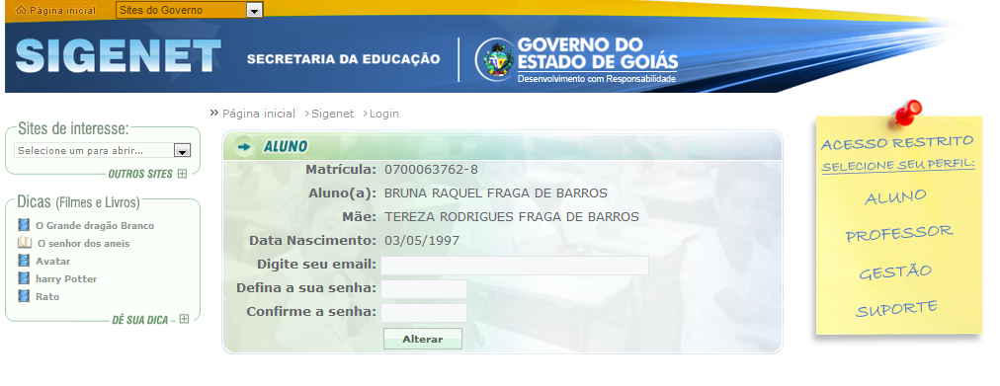 Página inicial
Sites do Governo
SIGENET
SECRETARIA DA EDUCAÇÃO
GOVERNO DO
ESTADO DE GOIÁS
Desenvolvimento com Responsabilidade
Sites de interesse:
Selecione um para abrir...
OUTROS SITES
Dicas (Filmes e Livros)
O Grande dragão Branco
O senhor dos aneis
Avatar
harry Potter
Rato
DÊ SUA DICA
» Página inicial >Sigenet >Login
ALUNO
Matrícula: 0700063762-8
Aluno(a): BRUNA RAQUEL FRAGA DE BARROS
Mãe: TEREZA RODRIGUES FRAGA DE BARROS
Data Nascimento: 03/05/1997
Digite seu email:
Defina a sua senha:
Confirme a senha:
Alterar
ACESSO RESTRITO
SELECIONE SEU PERFIL:
ALUNO
PROFESSOR
GESTÃO
SUPORTE